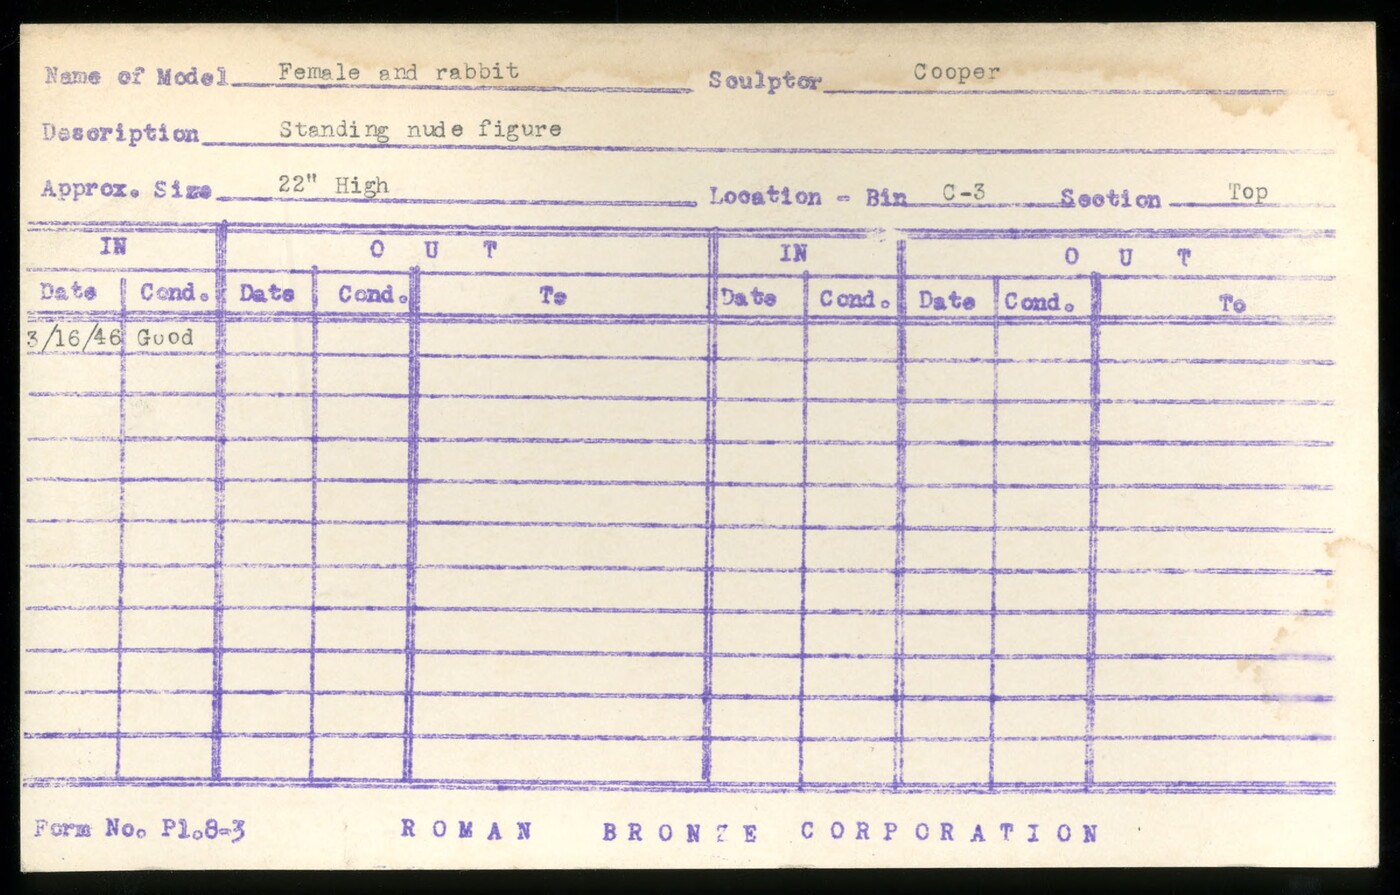 Name of Model Female and rabbit Sculptor Cooper
Description Standing nude figure
Approx. Size 22" High Location - Bin C-3 Section Top
IN O U T IN O U T
Date Cond. Date Cond. To Date Cond. Date Cond. To
3/16/46 Good
Form No. Pl.8-3 ROMAN BRONZE CORPORATION